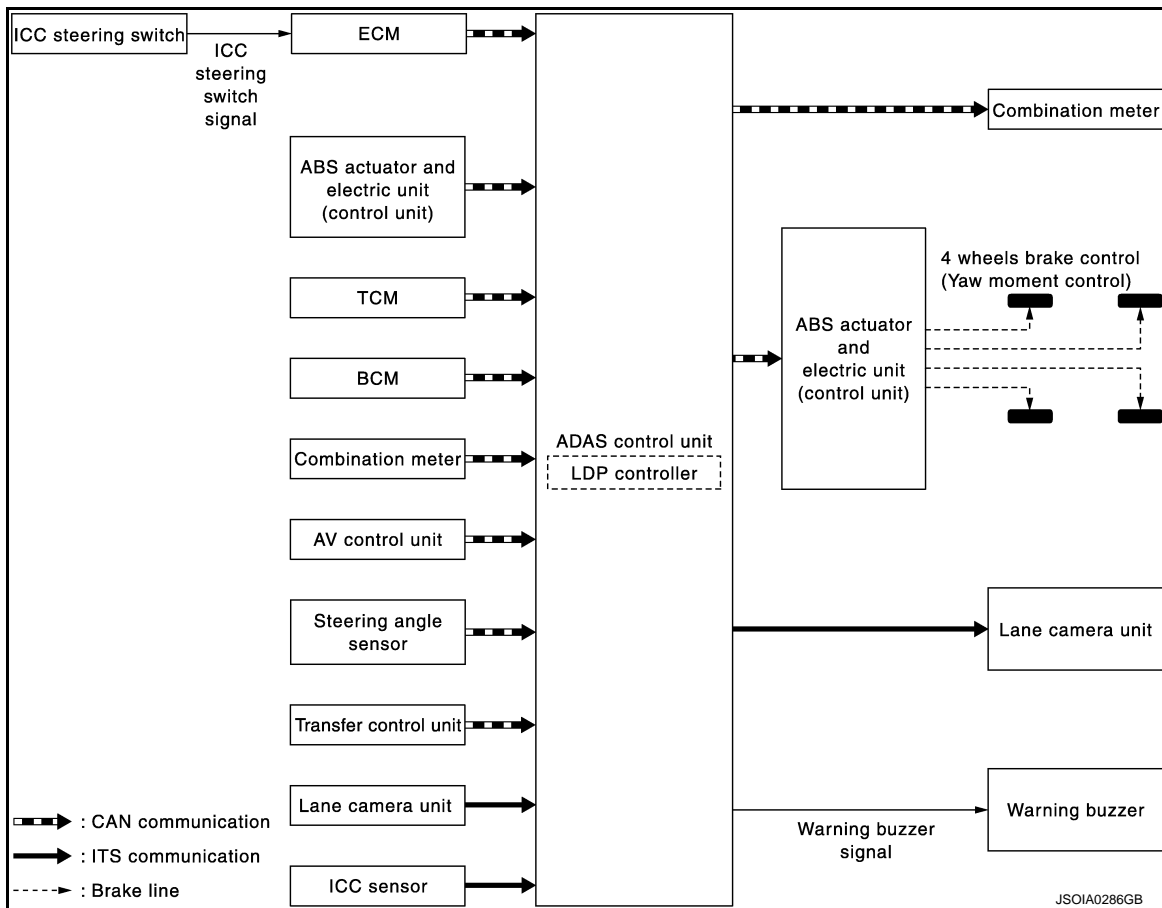 ICC steering switch
ICC
steering
switch
signal
ECM
ABS actuator and
electric unit
(control unit)
TCM
BCM
Combination meter
AV control unit
Steering angle
sensor
Transfer control unit
Lane camera unit
ICC sensor
ADAS control unit
LDP controller
Combination meter
ABS actuator
and
electric unit
(control unit)
4 wheels brake control
(Yaw moment control)
Lane camera unit
Warning buzzer
signal
Warning buzzer
: CAN communication
: ITS communication
: Brake line
JSOIA0286GB